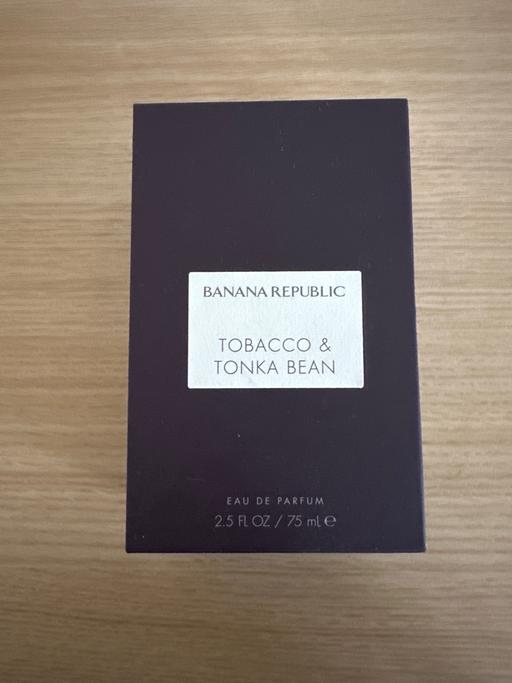 BANANA REPUBLIC
TOBACCO &
TONKA BEAN
EAU DE PARFUM
2.5 FL OZ / 75 mL ℮